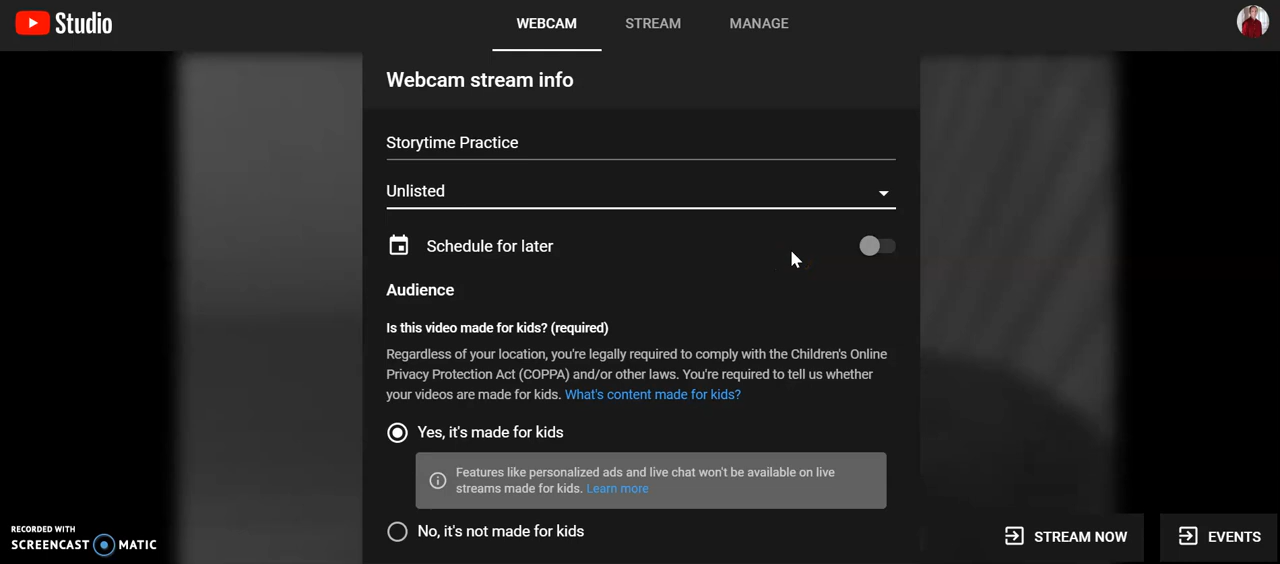 Studio
WEBCAM STREAM MANAGE
Webcam stream info
Storytime Practice
Unlisted
Schedule for later
Audience
Is this video made for kids? (required)
Regardless of your location, you're legally required to comply with the Children's Online
Privacy Protection Act (COPPA) and/or other laws. You're required to tell us whether
your videos are made for kids. What's content made for kids?
Yes, it's made for kids
Features like personalized ads and live chat won't be available on live
streams made for kids. Learn more
No, it's not made for kids
STREAM NOW
EVENTS
RECORDED WITH
SCREENCAST MATIC